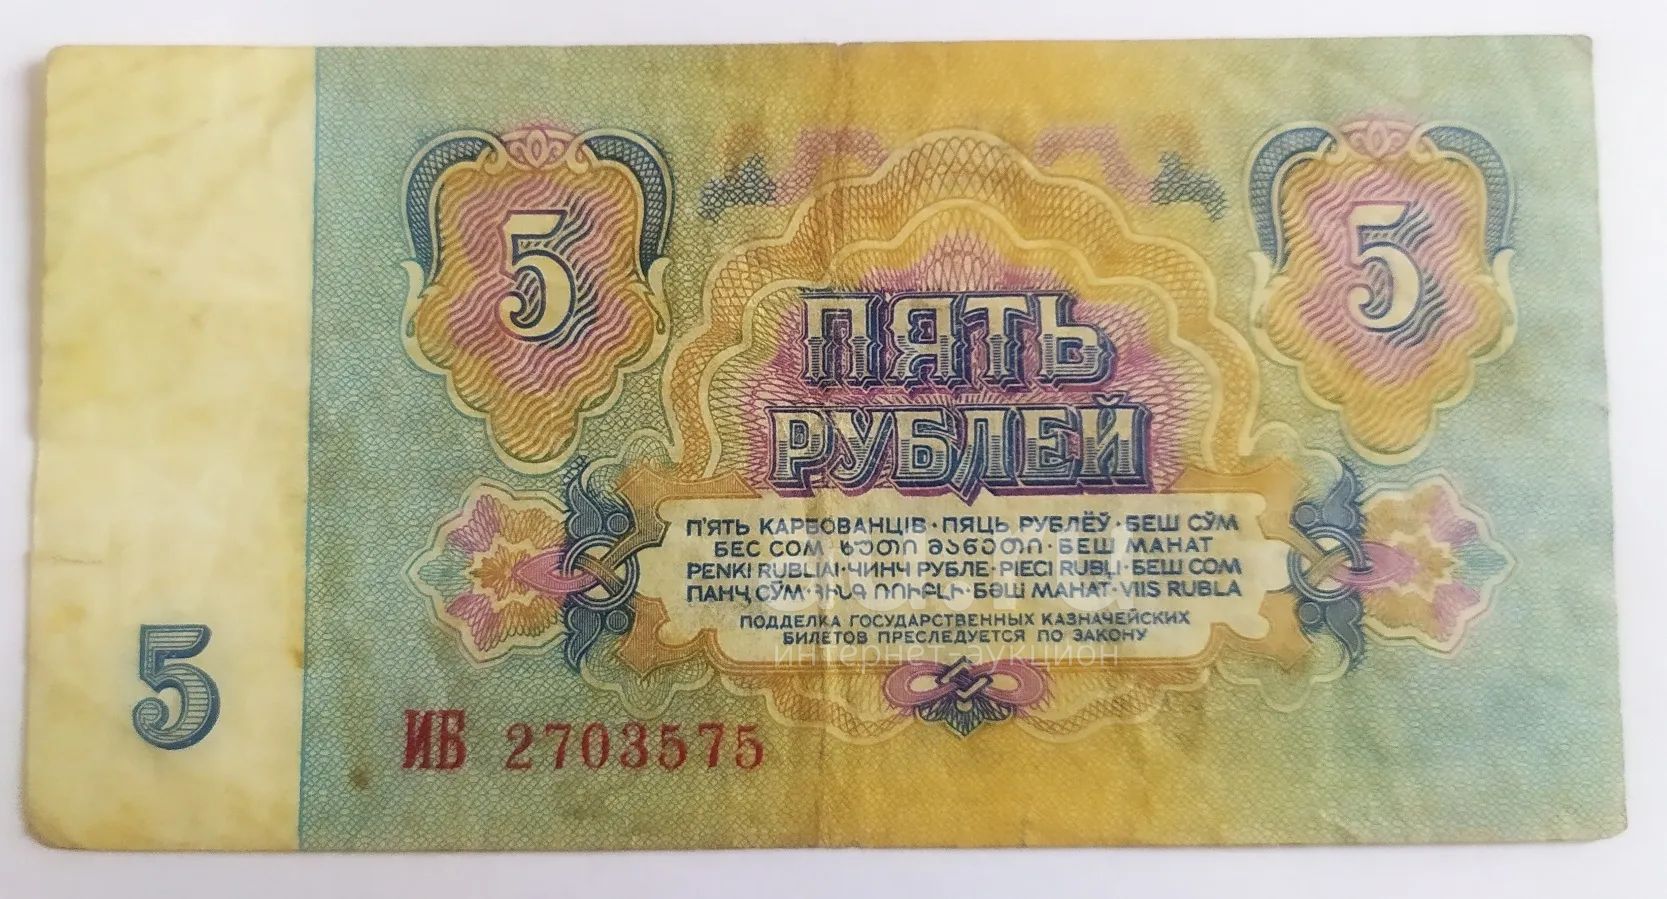 5
5
ПЯТЬ
РУБЛЕЙ
П'ЯТЬ КАРБОВАНЦІВ·ПЯЦЬ РУБЛЁЎ·БЕШ СЎМ
БЕС СОМ ხუთი მანეთი·БЕШ МАНАТ
PENKI RUBLIAI·ЧИНЧ РУБЛЕ·PIECI RUBĻI·БЕШ СОМ
ПАНҶ СЎМ·ՀԻՆԳ ՌՈՒԲԼԻ·БӘШ МАНАТ·VIIS RUBLA
ПОДДЕЛКА ГОСУДАРСТВЕННЫХ КАЗНАЧЕЙСКИХ
БИЛЕТОВ ПРЕСЛЕДУЕТСЯ ПО ЗАКОНУ
интернет-аукцион
5
ИБ 2703575